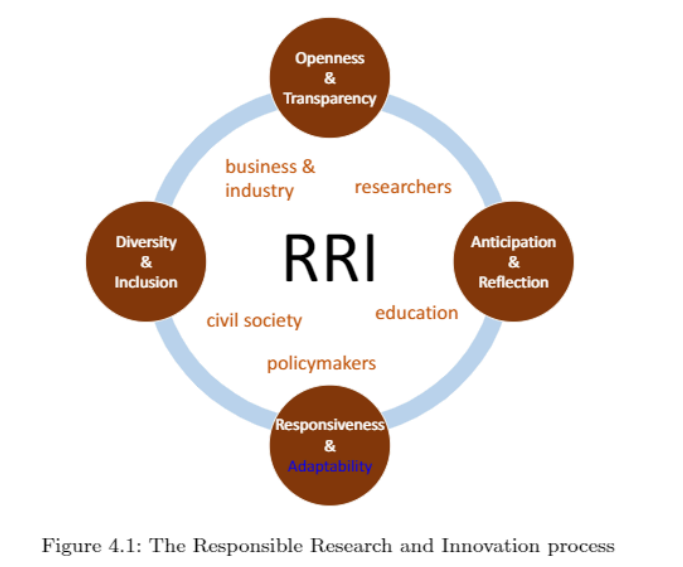 Openness
&
Transparency
business &
industry
researchers
Diversity
&
Inclusion
RRI
Anticipation
&
Reflection
civil society
education
policymakers
Responsiveness
&
Adaptability
Figure 4.1: The Responsible Research and Innovation process